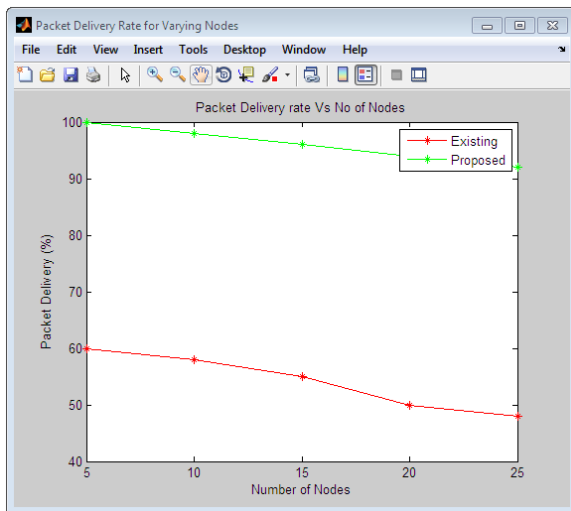 Packet Delivery Rate for Varying Nodes
File Edit View Insert Tools Desktop Window Help
Packet Delivery rate Vs No of Nodes
Existing
Proposed
100
90
80
70
60
50
40
Packet Delivery (%)
5 10 15 20 25
Number of Nodes